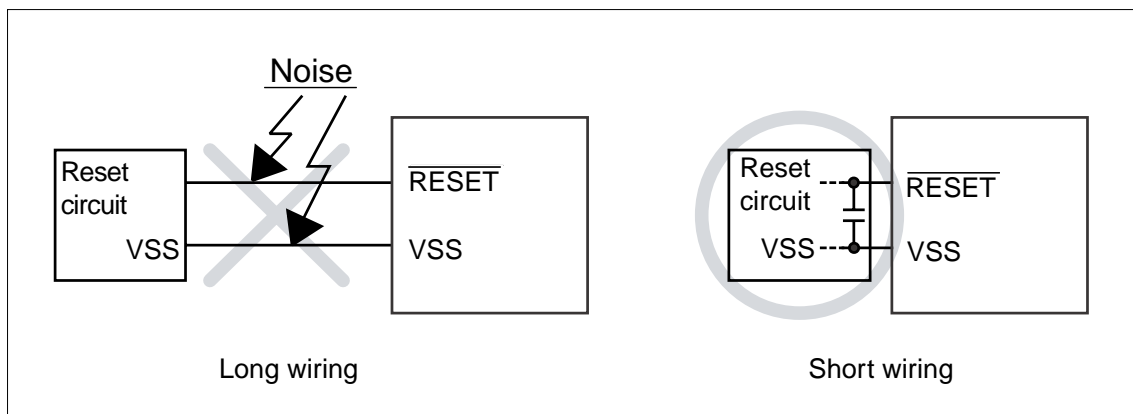 Noise
Reset
circuit
VSS
RESET
VSS
Long wiring
Reset
circuit
VSS
RESET
VSS
Short wiring